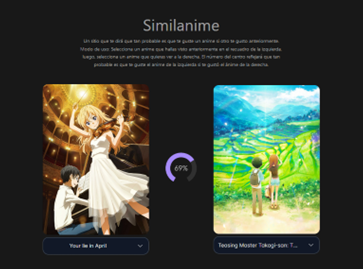 Similanime
Un sitio que te dirá que tan probable es que te guste un anime si otro te gustó anteriormente.
Modo de uso: Selecciona un anime que hallas visto anteriormente en el recuadro de la izquierda,
luego, selecciona un anime que quieras ver a la derecha. El número del centro reflejará que tan
probable es que te guste el anime de la izquierda si te gustó el anime de la derecha.
69%
Your lie in April
Teasing Master Takagi-san: T...